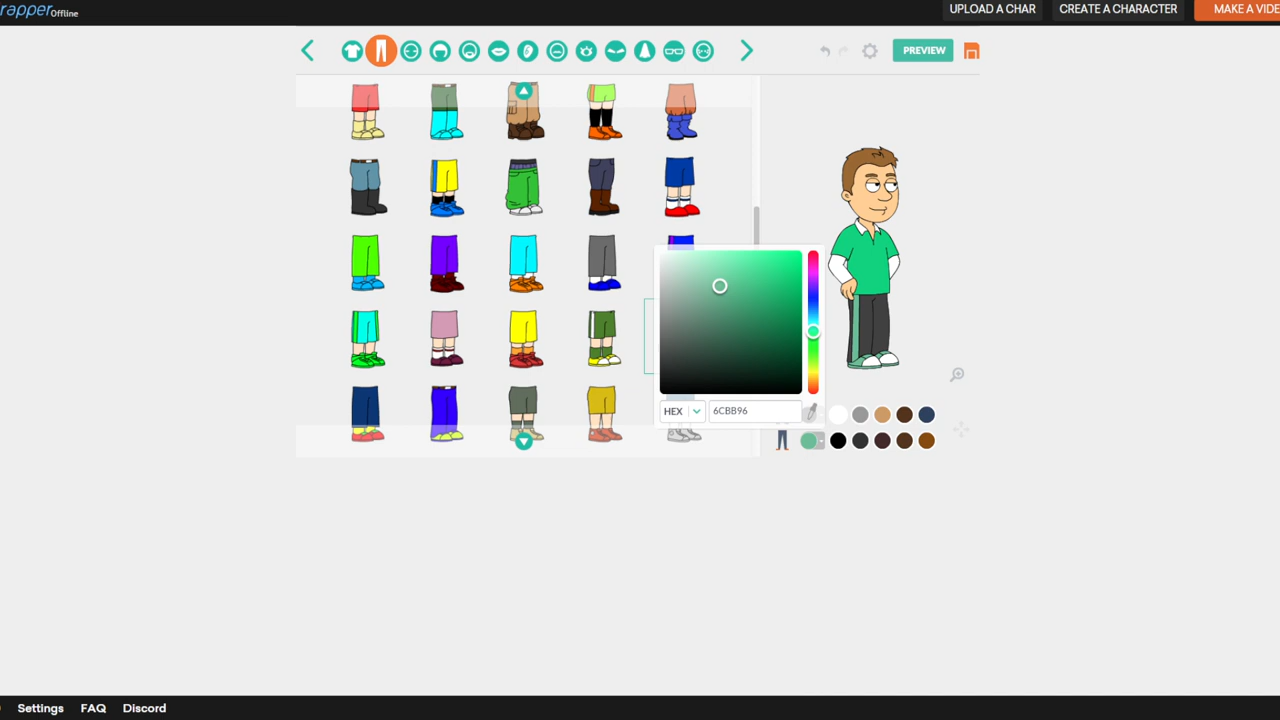 rapper Offline
UPLOAD A CHAR
CREATE A CHARACTER
MAKE A VIDE
PREVIEW
HEX
6CBB96
Settings
FAQ
Discord